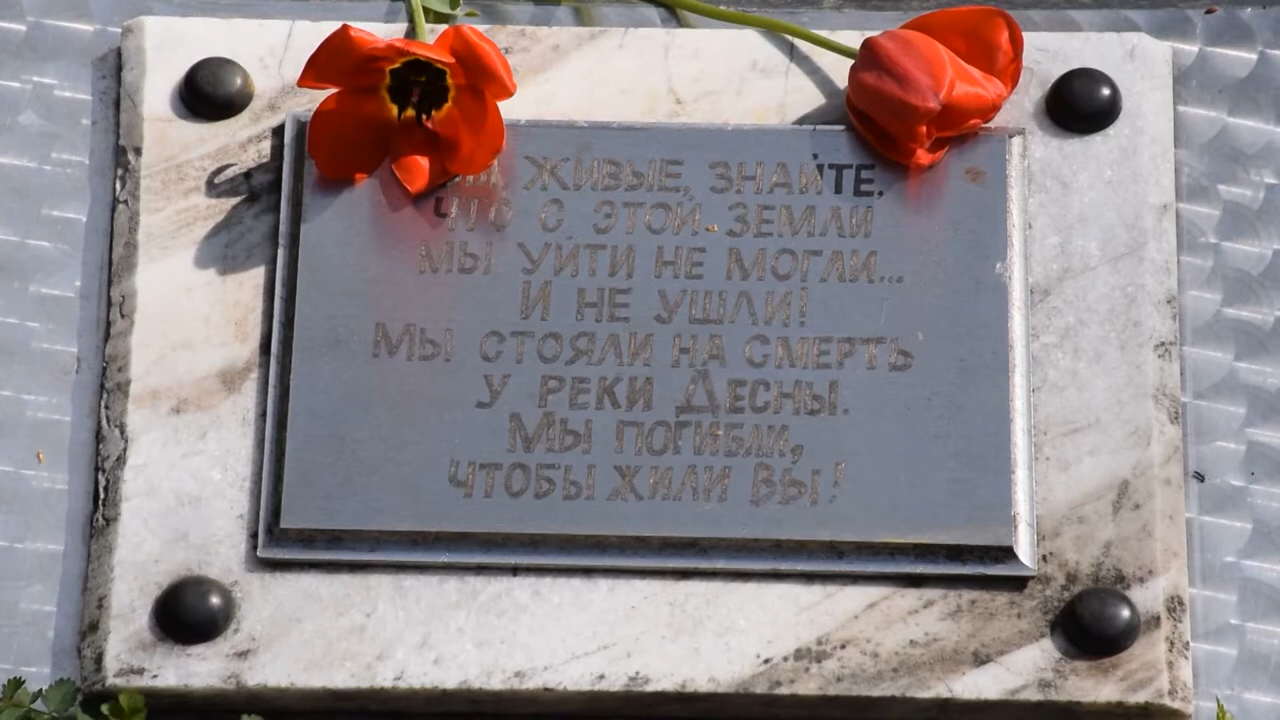 ЖИВЫЕ, ЗНАЙТЕ,
ЧТО С ЭТОЙ ЗЕМЛИ
МЫ УЙТИ НЕ МОГЛИ...
И НЕ УШЛИ!
МЫ СТОЯЛИ НА СМЕРТЬ
У РЕКИ ДЕСНЫ.
МЫ ПОГИБЛИ,
ЧТОБЫ ЖИЛИ ВЫ!